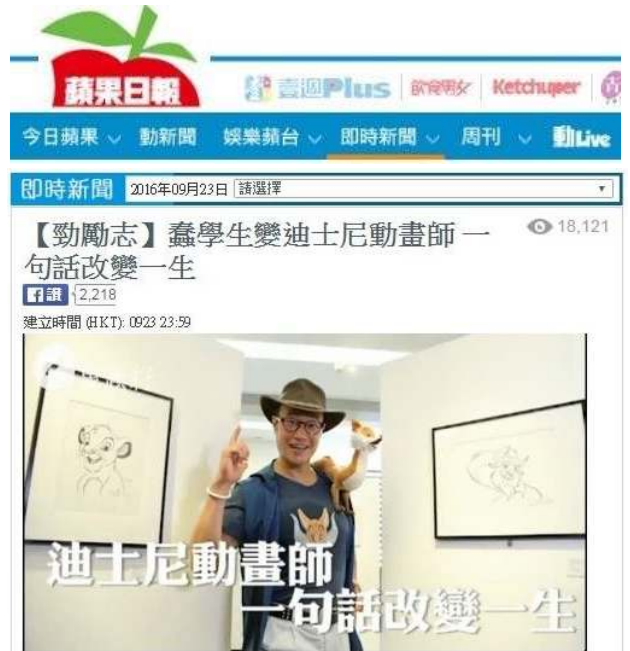 蘋果日報
壹週Plus 飲食男女 Ketchuper
今日蘋果 動新聞 娛樂蘋台 即時新聞 周刊 動Live
即時新聞 2016年09月23日 請選擇
【勁勵志】蠢學生變迪士尼動畫師 一
18,121
句話改變一生
f 讚 2,218
建立時間 (HKT): 0923 23:59
迪士尼動畫師
一句話改變一生